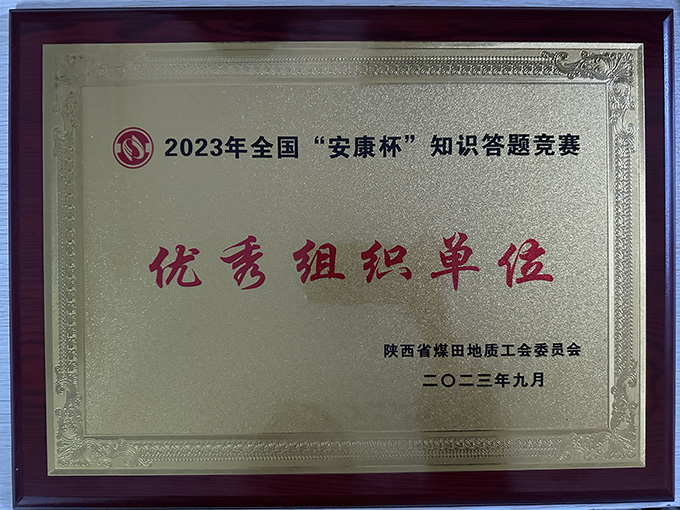 2023年全国“安康杯”知识答题竞赛
优秀组织单位
陕西省煤田地质工会委员会
二〇二三年九月